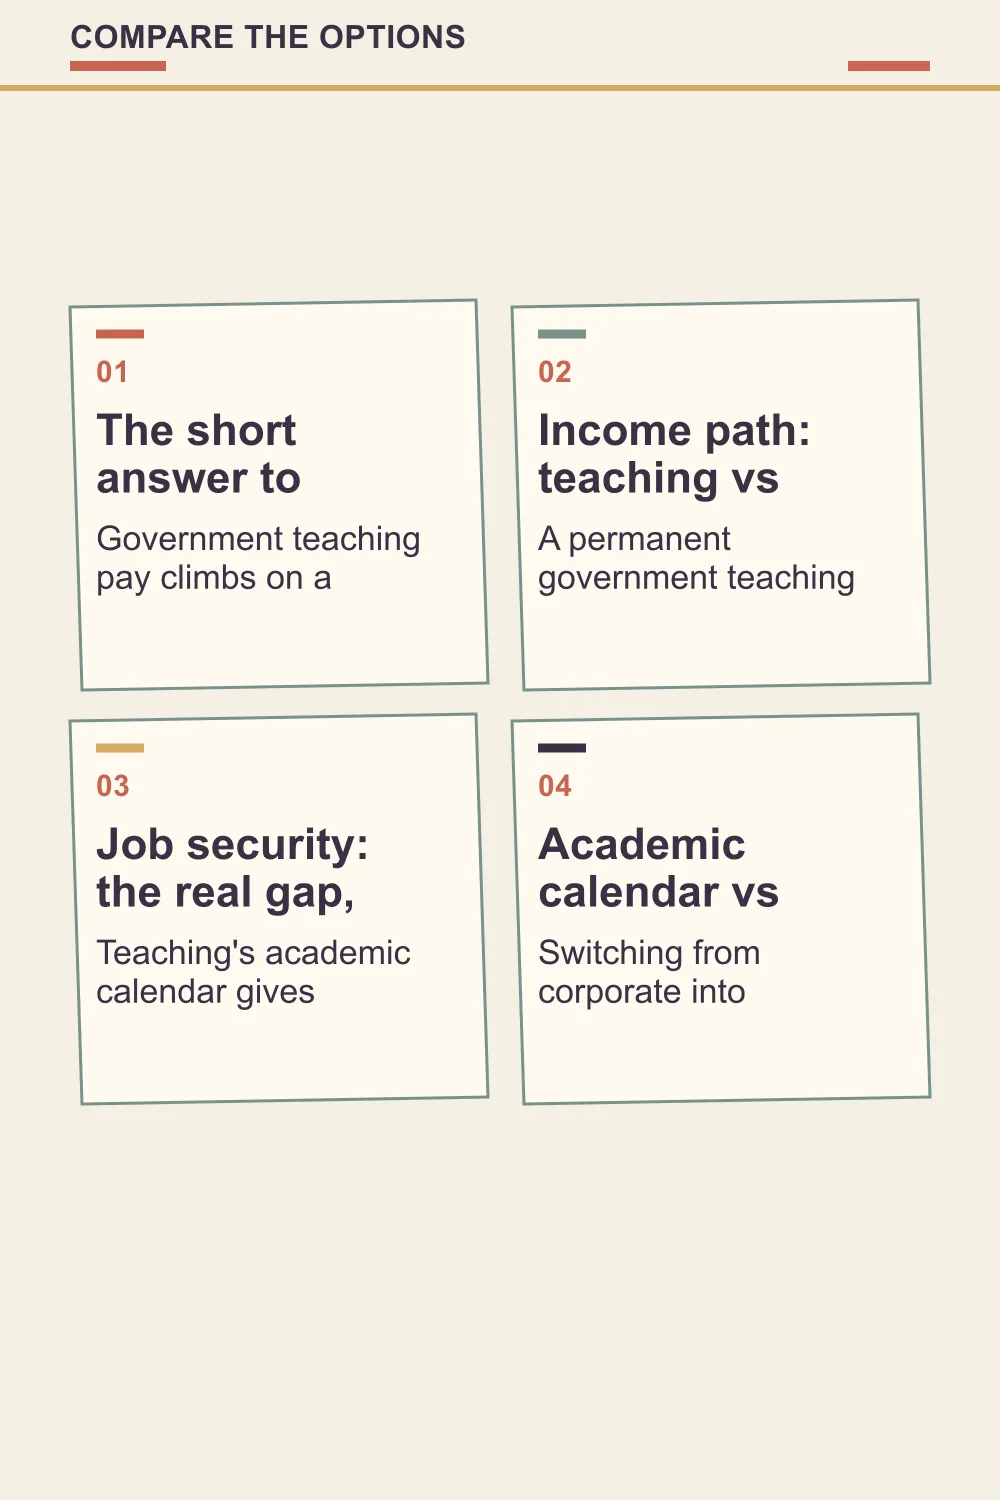 COMPARE THE OPTIONS
01
The short
answer to
Government teaching
pay climbs on a
02
Income path:
teaching vs
A permanent
government teaching
03
Job security:
the real gap,
Teaching's academic
calendar gives
04
Academic
calendar vs
Switching from
corporate into